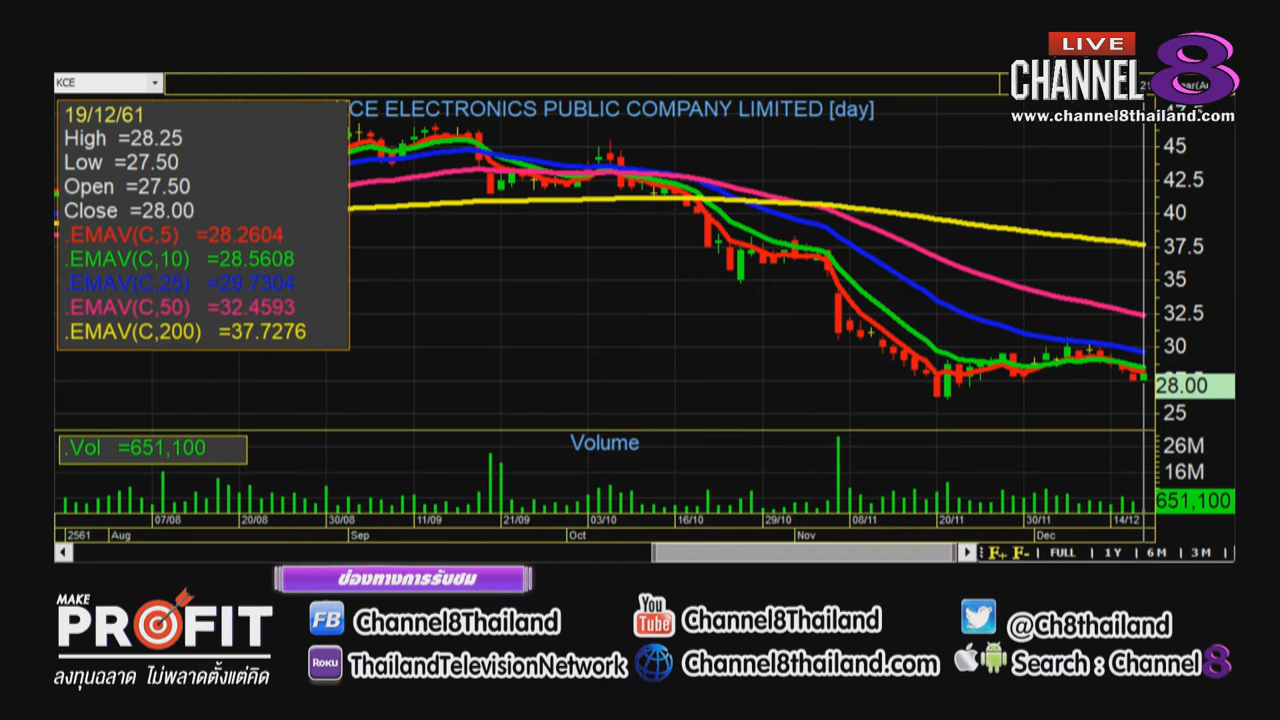 LIVE
CHANNEL 8
www.channel8thailand.com
KCE
19/12/61
High =28.25
Low =27.50
Open =27.50
Close =28.00
.EMAV(C,5) =28.2604
.EMAV(C,10) =28.5608
.EMAV(C,25) =29.7304
.EMAV(C,50) =32.4593
.EMAV(C,200) =37.7276
CE ELECTRONICS PUBLIC COMPANY LIMITED [day]
47.5
45
42.5
40
37.5
35
32.5
30
28.00
25
.Vol =651,100
Volume
26M
16M
651,100
07/08 20/08 30/08 11/09 21/09 03/10 16/10 29/10 08/11 20/11 30/11 14/12
2561 Aug Sep Oct Nov Dec
F+ F- FULL 1Y 6M 3M
ช่องทางการรับชม
MAKE
PROFIT
ลงทุนฉลาด ไม่พลาดตั้งแต่คิด
FB Channel8Thailand
You Tube Channel8Thailand
@Ch8thailand
Roku ThailandTelevisionNetwork
Channel8thailand.com
Search : Channel 8